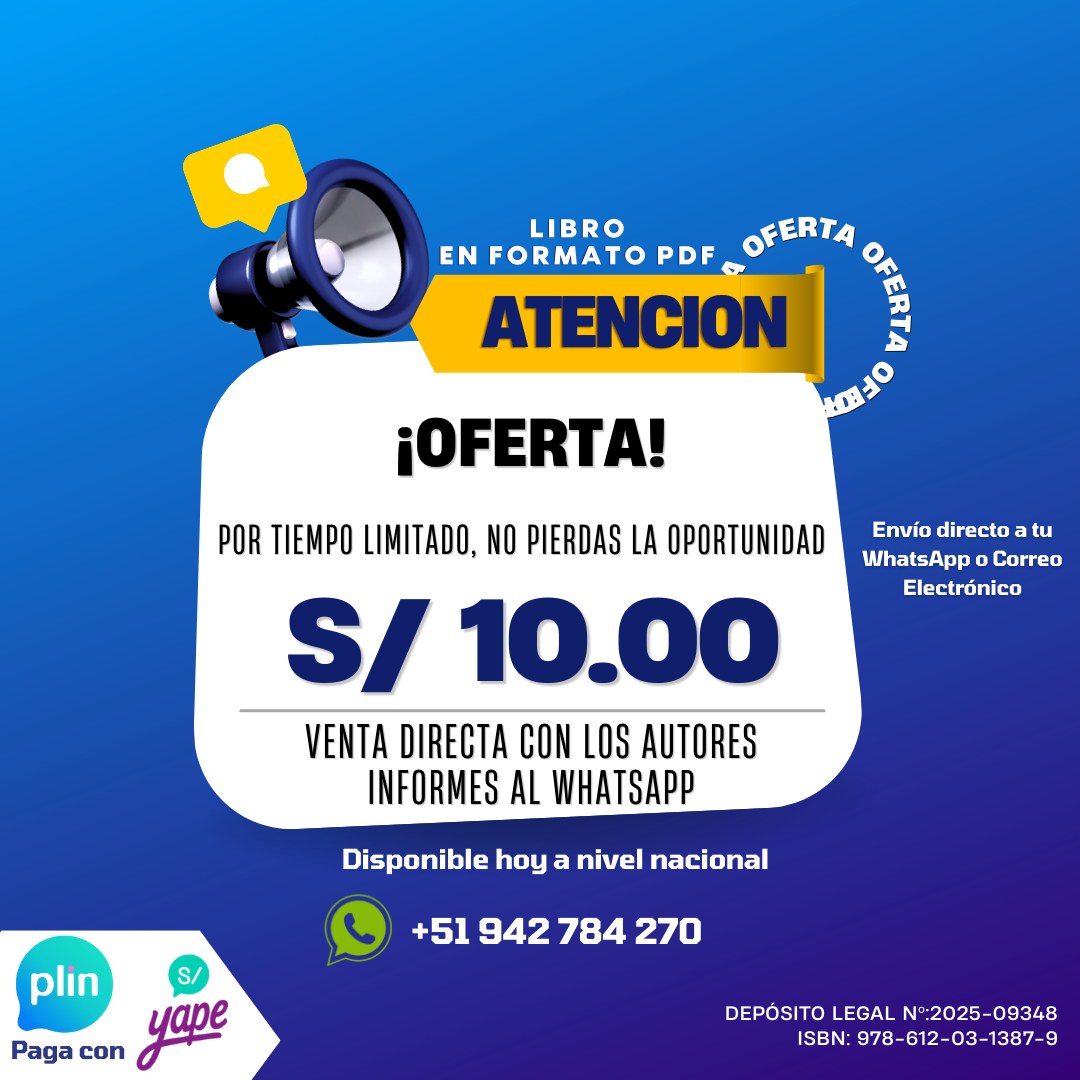 LIBRO
EN FORMATO PDF
OFERTA OFERTA
ATENCION
¡OFERTA!
POR TIEMPO LIMITADO, NO PIERDAS LA OPORTUNIDAD
S/ 10.00
VENTA DIRECTA CON LOS AUTORES
INFORMES AL WHATSAPP
Envío directo a tu
WhatsApp o Correo
Electrónico
Disponible hoy a nivel nacional
+51 942 784 270
plin
S/
yape
Paga con
DEPÓSITO LEGAL N°:2025-09348
ISBN: 978-612-03-1387-9